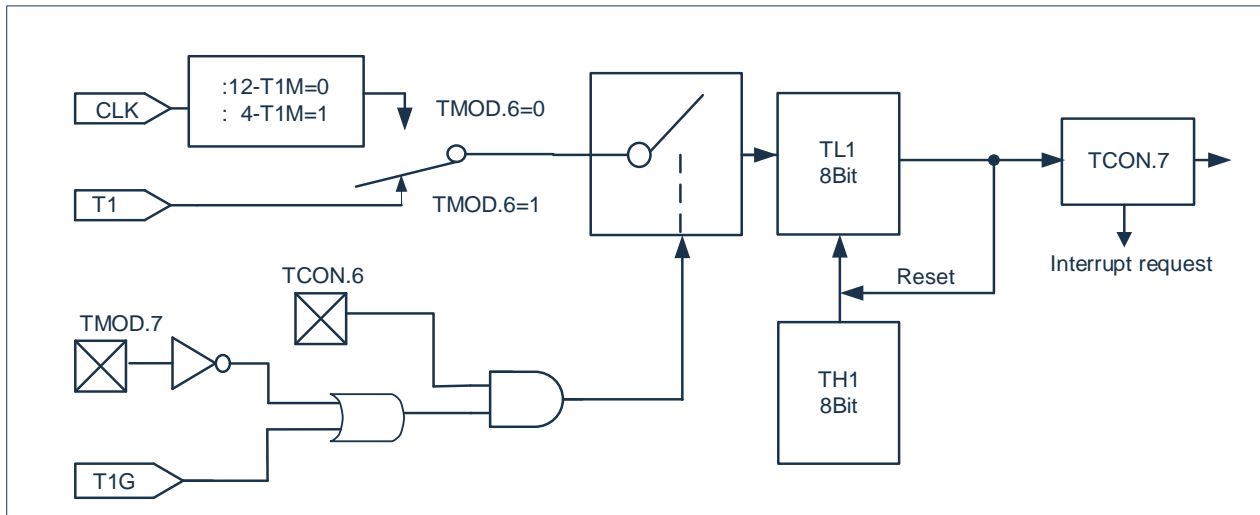 :12-T1M=0
: 4-T1M=1
CLK
TMOD.6=0
T1
TMOD.6=1
TL1
8Bit
TCON.7
Interrupt request
Reset
TCON.6
TMOD.7
TH1
8Bit
T1G